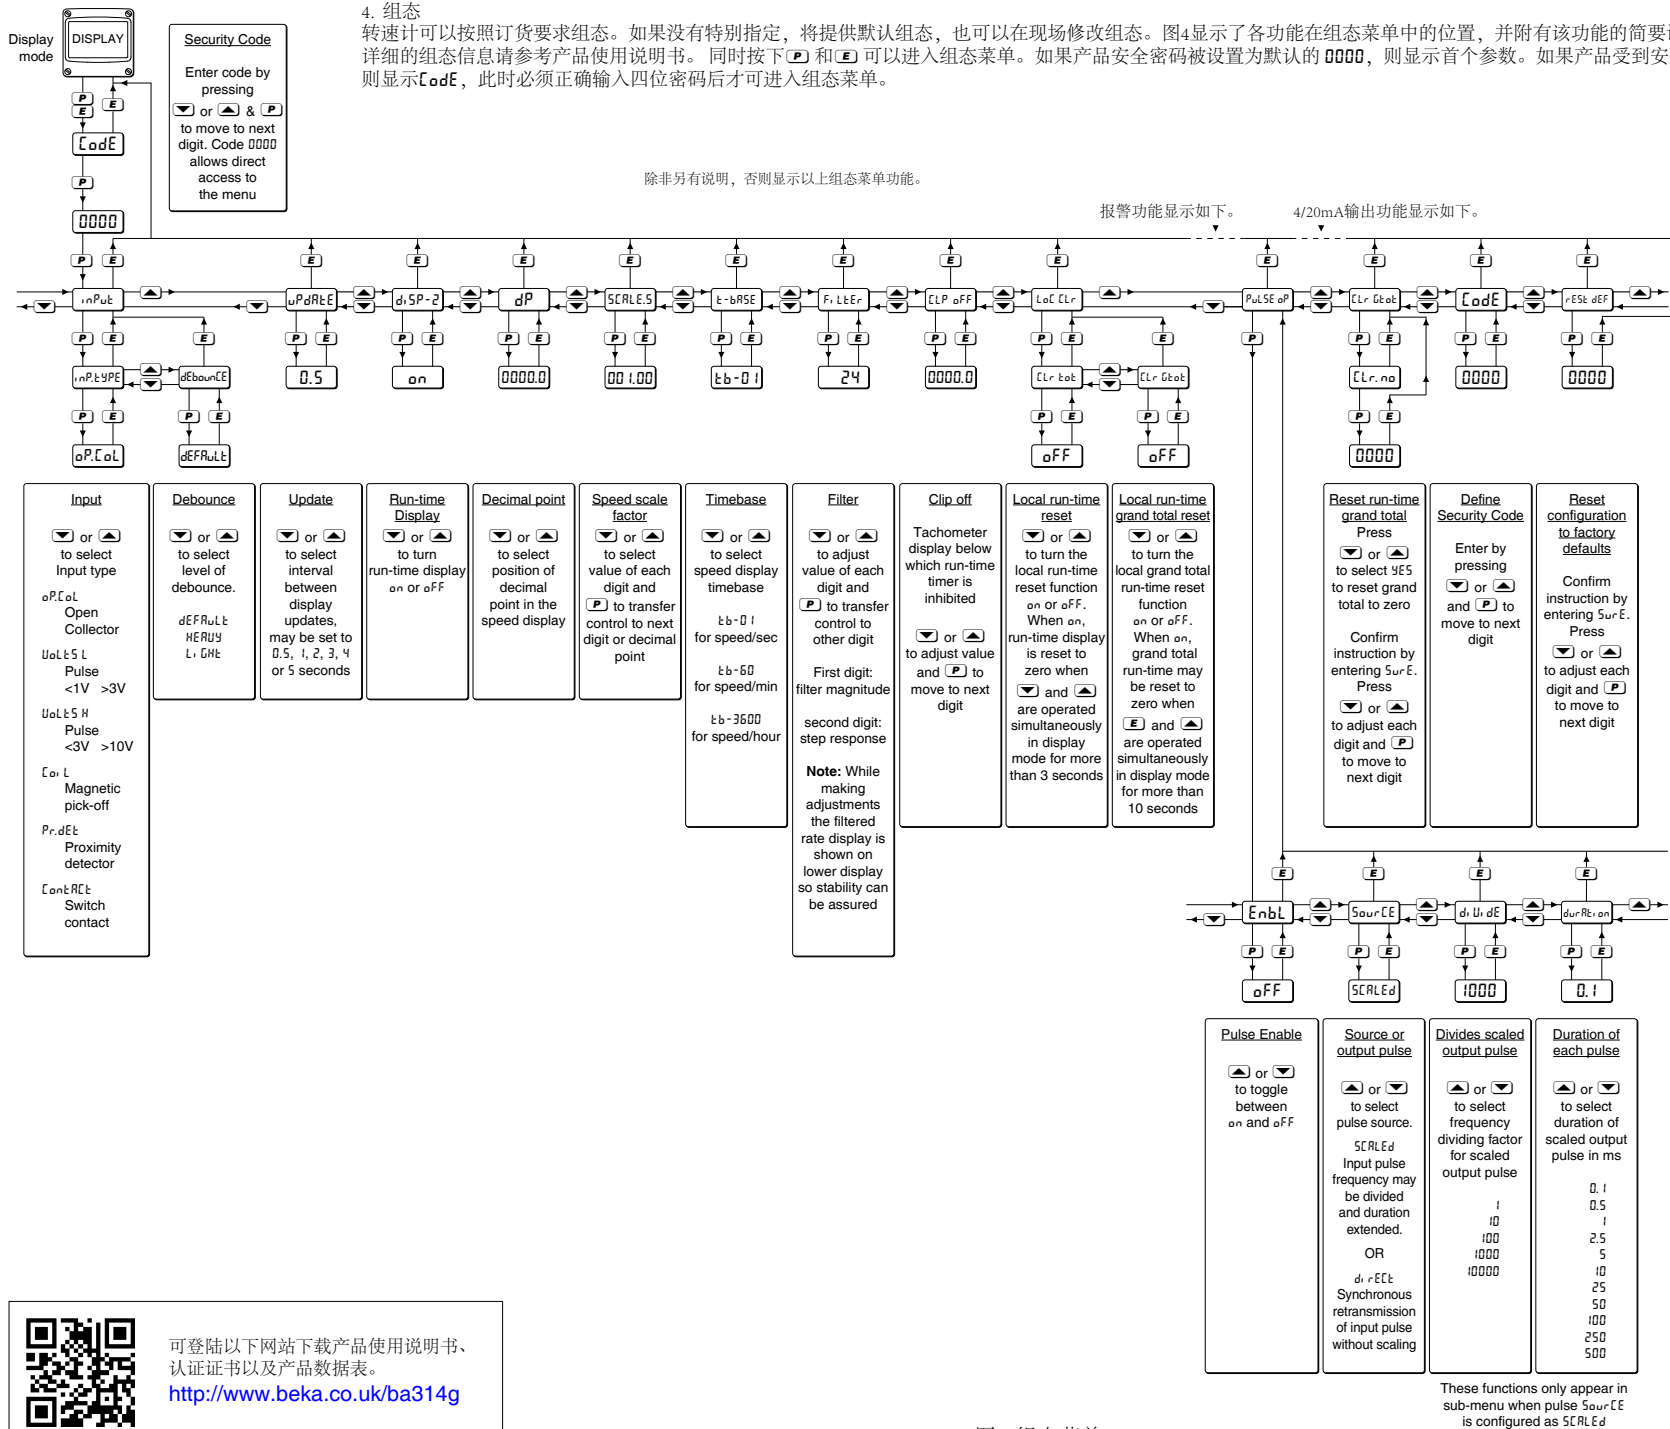 4. 组态
转速计可以按照订货要求组态。如果没有特别指定，将提供默认组态，也可以在现场修改组态。图4显示了各功能在组态菜单中的位置，并附有该功能的简要
详细的组态信息请参考产品使用说明书。 同时按下 P 和 E 可以进入组态菜单。如果产品安全密码被设置为默认的 0000，则显示首个参数。如果产品受到安
则显示CodE，此时必须正确输入四位密码后才可进入组态菜单。
Display
mode
DISPLAY
Security Code
Enter code by
pressing
▼ or ▲ & P
to move to next
digit. Code 0000
allows direct
access to
the menu
P
E
E
CodE
P
0000
除非另有说明，否则显示以上组态菜单功能。
报警功能显示如下。
4/20mA输出功能显示如下。
P E E E E E E E E E E E E E
inPut uPdAtE diSP-2 dP SCALE.S t-bASE FiLtEr CLP oFF LoC CLr PuLSE oP CLr Gtot CodE rESt dEF
P E E P E P E P E P E P E P E P E P E P P E P E P E
inP.tYPE dEbounCE 0.5 on 0000.0 001.00 tb-01 24 0000.0 CLr tot CLr Gtot CLr.no 0000 0000
P E P E P E P E P E
oP.CoL dEFAuLt oFF oFF 0000
Input
▼ or ▲
to select
Input type
oP.CoL
Open
Collector
VoLtS L
Pulse
<1V >3V
VoLtS H
Pulse
<3V >10V
CoiL
Magnetic
pick-off
Pr.dEt
Proximity
detector
ContACt
Switch
contact
Debounce
▼ or ▲
to select
level of
debounce.
dEFAuLt
HEAVY
LiGHt
Update
▼ or ▲
to select
interval
between
display
updates,
may be set to
0.5, 1, 2, 3, 4
or 5 seconds
Run-time
Display
▼ or ▲
to turn
run-time display
on or oFF
Decimal point
▼ or ▲
to select
position of
decimal
point in the
speed display
Speed scale
factor
▼ or ▲
to select
value of each
digit and
P to transfer
control to next
digit or decimal
point
Timebase
▼ or ▲
to select
speed display
timebase
tb-01
for speed/sec
tb-60
for speed/min
tb-3600
for speed/hour
Filter
▼ or ▲
to adjust
value of each
digit and
P to transfer
control to
other digit
First digit:
filter magnitude
second digit:
step response
Note: While
making
adjustments
the filtered
rate display is
shown on
lower display
so stability can
be assured
Clip off
Tachometer
display below
which run-time
timer is
inhibited
▼ or ▲
to adjust value
and P to
move to next
digit
Local run-time
reset
▼ or ▲
to turn the
local run-time
reset function
on or oFF.
When on,
run-time display
is reset to
zero when
▼ and ▲
are operated
simultaneously
in display
mode for more
than 3 seconds
Local run-time
grand total reset
▼ or ▲
to turn the
local grand total
run-time reset
function
on or oFF.
When on,
grand total
run-time may
be reset to
zero when
E and ▲
are operated
simultaneously
in display mode
for more than
10 seconds
Reset run-time
grand total
Press
▼ or ▲
to select YES
to reset grand
total to zero
Confirm
instruction by
entering SurE.
Press
▼ or ▲
to adjust each
digit and P
to move to
next digit
Define
Security Code
Enter by
pressing
▼ or ▲
and P to
move to next
digit
Reset
configuration
to factory
defaults
Confirm
instruction by
entering SurE.
Press
▼ or ▲
to adjust each
digit and P
to move to
next digit
E E E E
EnbL SourCE diVidE durAtion
P E P E P E P E
oFF SCALEd 1000 0.1
Pulse Enable
▲ or ▼
to toggle
between
on and oFF
Source or
output pulse
▲ or ▼
to select
pulse source.
SCALEd
Input pulse
frequency may
be divided
and duration
extended.
OR
dirECt
Synchronous
retransmission
of input pulse
without scaling
Divides scaled
output pulse
▲ or ▼
to select
frequency
dividing factor
for scaled
output pulse
1
10
100
1000
10000
Duration of
each pulse
▲ or ▼
to select
duration of
scaled output
pulse in ms
0.1
0.5
1
2.5
5
10
25
50
100
250
500
These functions only appear in
sub-menu when pulse SourCE
is configured as SCALEd
可登陆以下网站下载产品使用说明书、
认证证书以及产品数据表。
http://www.beka.co.uk/ba314g